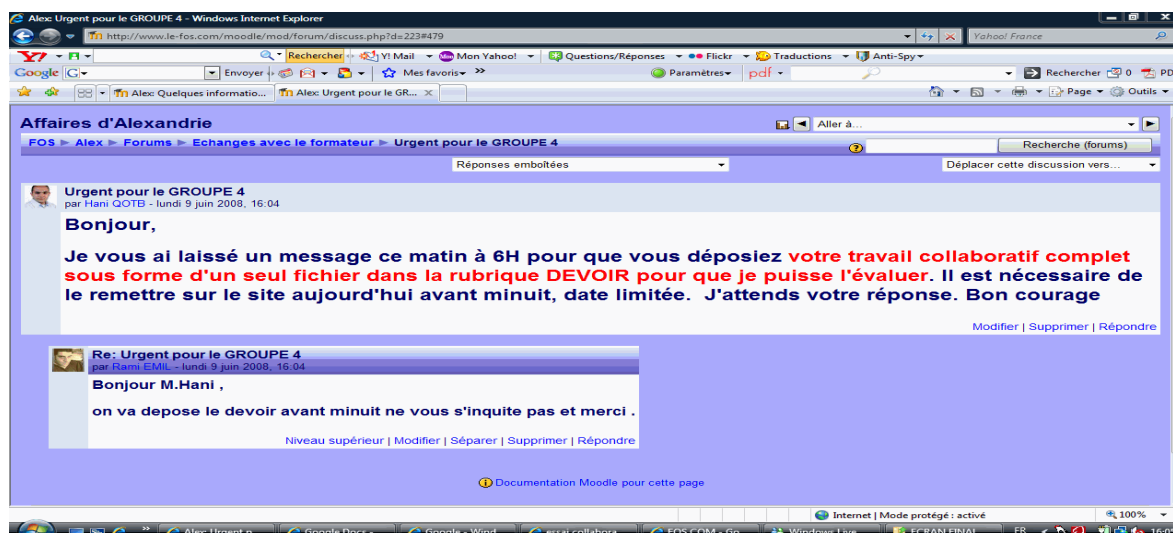 Alex: Urgent pour le GROUPE 4 - Windows Internet Explorer
http://www.le-fos.com/moodle/mod/forum/discuss.php?d=223#479 Yahoo! France
Y! Rechercher Y! Mail Mon Yahoo! Questions/Réponses Flickr Traductions Anti-Spy
Google G Envoyer Mes favoris Paramètres pdf Rechercher 0 PD
Alex: Quelques informatio... Alex: Urgent pour le GR... Page Outils
Affaires d'Alexandrie Aller à...
FOS Alex Forums Echanges avec le formateur Urgent pour le GROUPE 4 Recherche (forums)
Réponses emboîtées Déplacer cette discussion vers...
Urgent pour le GROUPE 4
par Hani QOTB - lundi 9 juin 2008, 16:04
Bonjour,
Je vous ai laissé un message ce matin à 6H pour que vous déposiez votre travail collaboratif complet
sous forme d'un seul fichier dans la rubrique DEVOIR pour que je puisse l'évaluer. Il est nécessaire de
le remettre sur le site aujourd'hui avant minuit, date limitée. J'attends votre réponse. Bon courage
Modifier | Supprimer | Répondre
Re: Urgent pour le GROUPE 4
par Rami EMIL - lundi 9 juin 2008, 16:04
Bonjour M.Hani ,
on va depose le devoir avant minuit ne vous s'inquite pas et merci .
Niveau supérieur | Modifier | Séparer | Supprimer | Répondre
Documentation Moodle pour cette page
Internet | Mode protégé : activé 100%
Alex: Urgent p... Google Docs - ... Google - Wind... essai collabora... FOS.COM - Go... Windows Live ... ECRAN FINAL ... FR